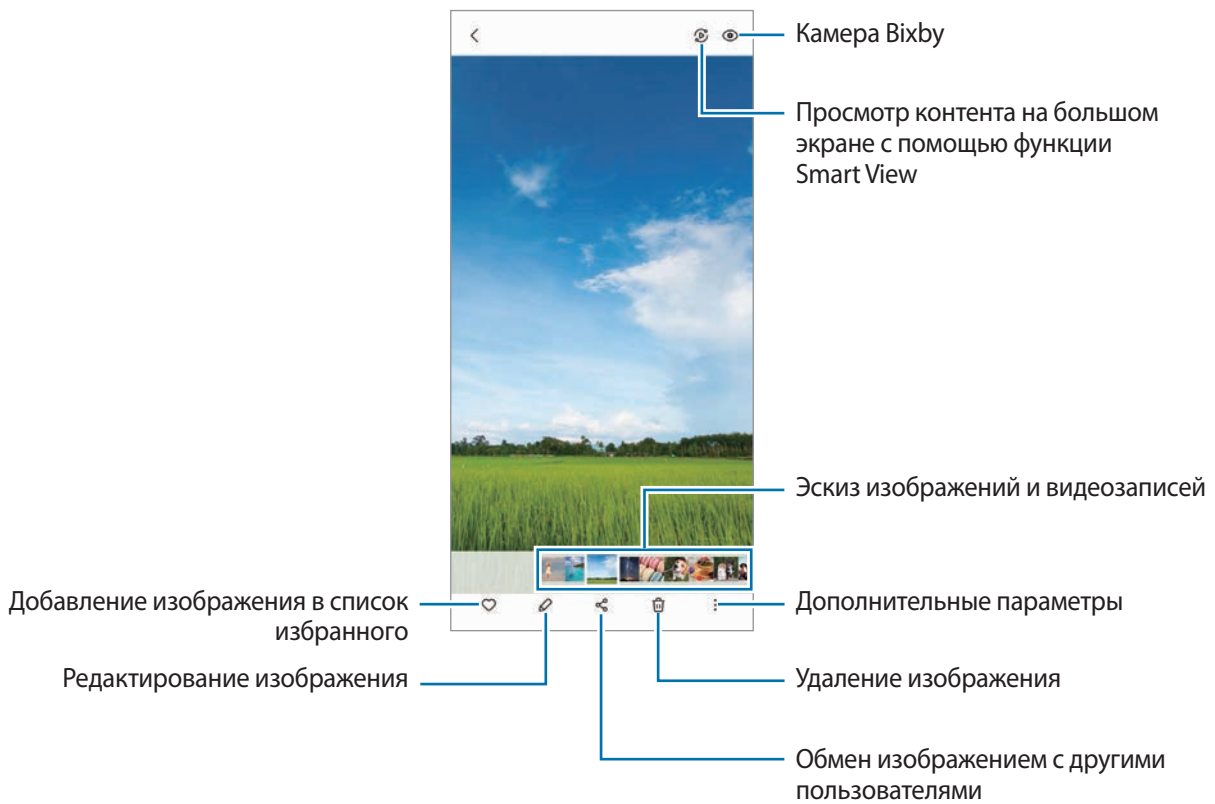 Камера Bixby
Просмотр контента на большом
экране с помощью функции
Smart View
Эскиз изображений и видеозаписей
Добавление изображения в список
избранного
Дополнительные параметры
Редактирование изображения
Удаление изображения
Обмен изображением с другими
пользователями